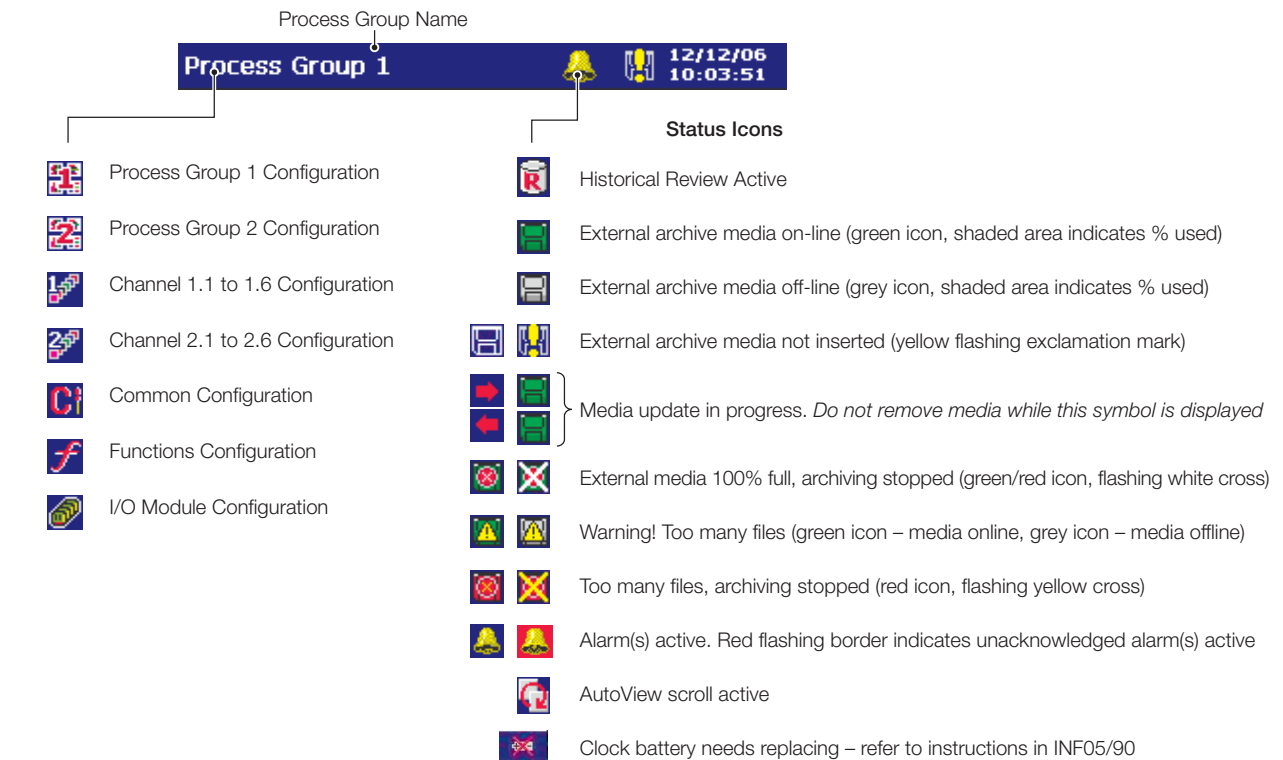 Process Group Name
Process Group 1
12/12/06
10:03:51
Status Icons
Process Group 1 Configuration
Process Group 2 Configuration
Channel 1.1 to 1.6 Configuration
Channel 2.1 to 2.6 Configuration
Common Configuration
Functions Configuration
I/O Module Configuration
R
Historical Review Active
External archive media on-line (green icon, shaded area indicates % used)
External archive media off-line (grey icon, shaded area indicates % used)
External archive media not inserted (yellow flashing exclamation mark)
Media update in progress. Do not remove media while this symbol is displayed
External media 100% full, archiving stopped (green/red icon, flashing white cross)
Warning! Too many files (green icon – media online, grey icon – media offline)
Too many files, archiving stopped (red icon, flashing yellow cross)
Alarm(s) active. Red flashing border indicates unacknowledged alarm(s) active
AutoView scroll active
Clock battery needs replacing – refer to instructions in INF05/90